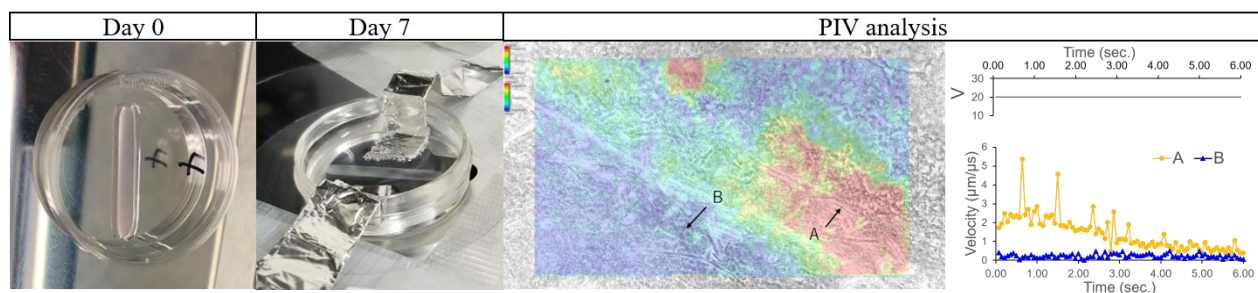 Day 0
Day 7
PIV analysis
4
4
B
A
Time (sec.)
0.00 1.00 2.00 3.00 4.00 5.00 6.00
V
30
20
10
Velocity (μm/μs)
6
5
4
3
2
1
0
A B
0.00 1.00 2.00 3.00 4.00 5.00 6.00
Time (sec.)